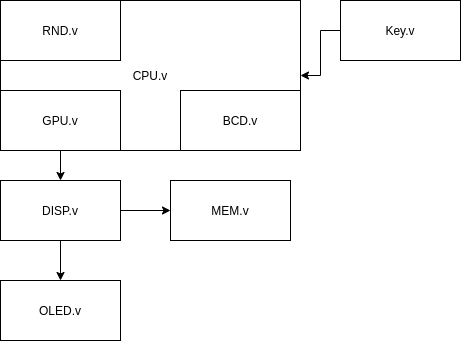 RND.v
Key.v
CPU.v
GPU.v
BCD.v
DISP.v
MEM.v
OLED.v